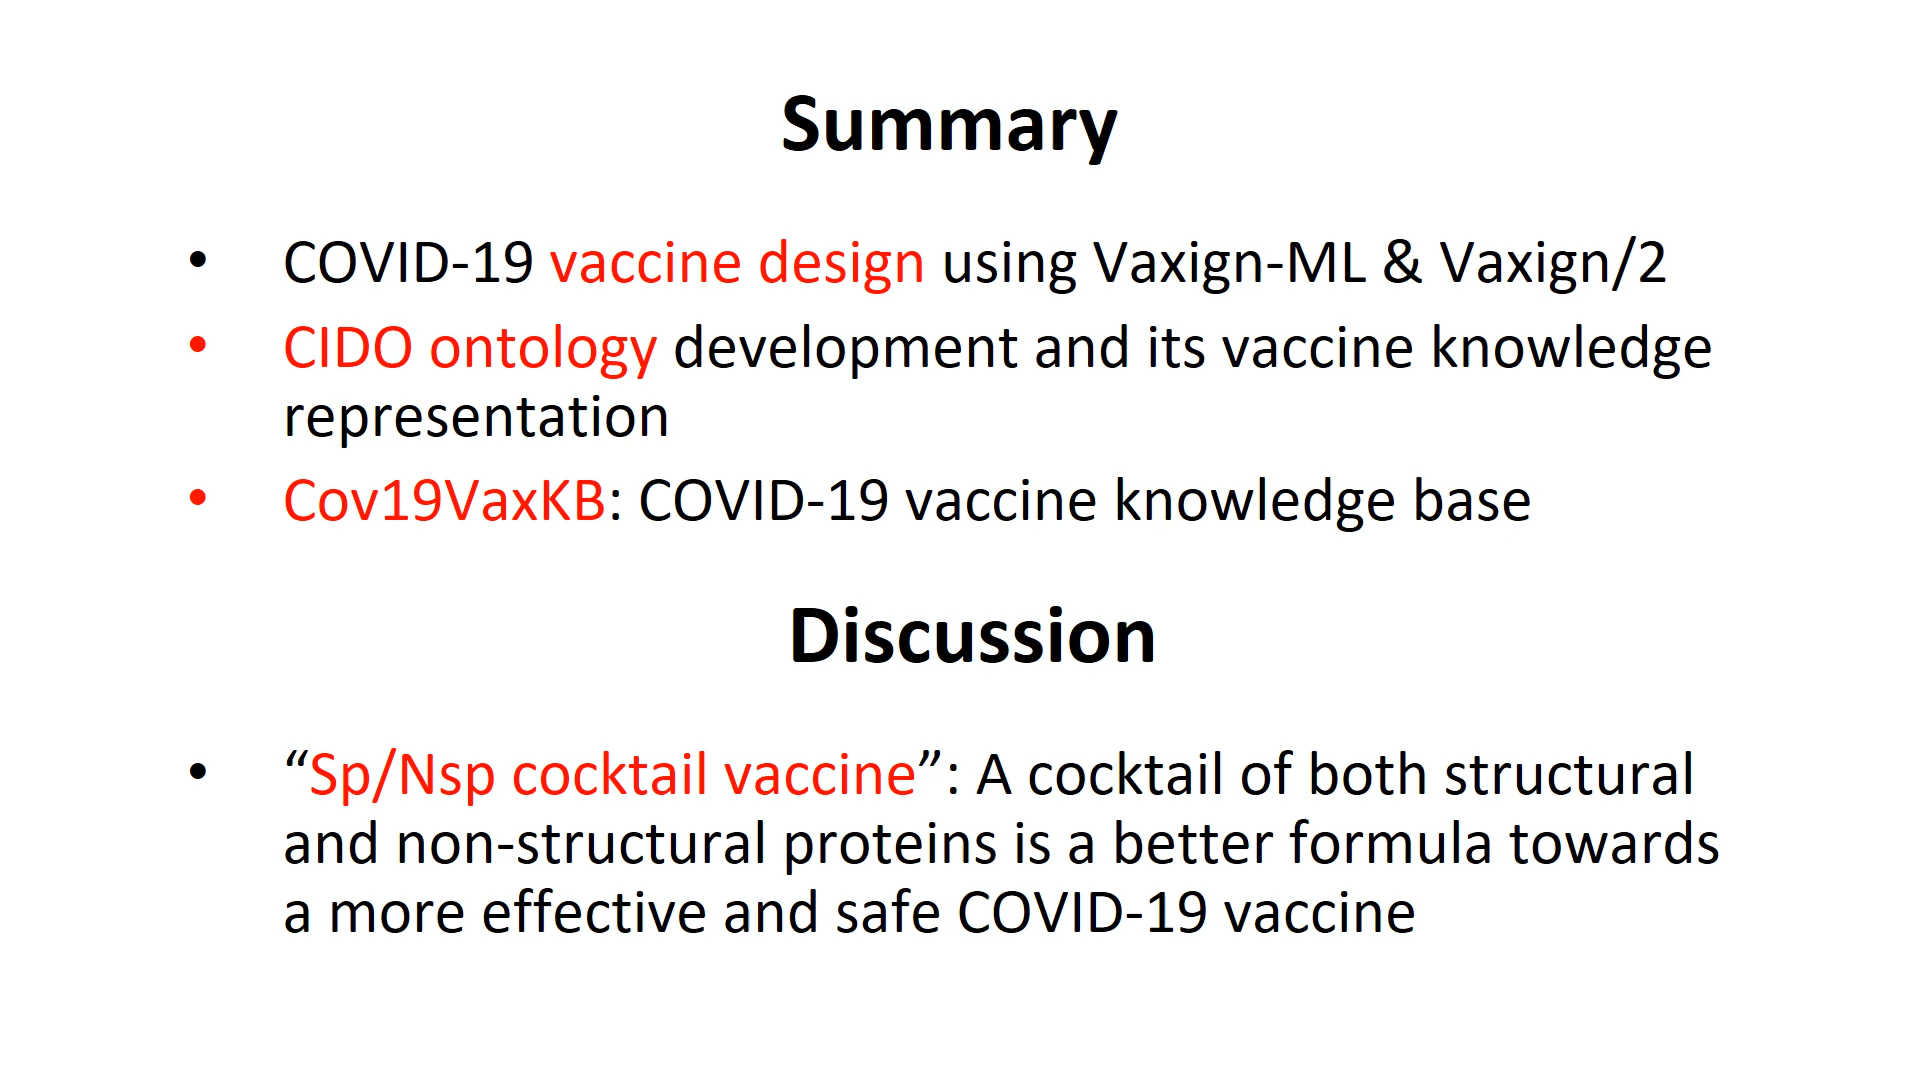 Summary
• COVID-19 vaccine design using Vaxign-ML & Vaxign/2
• CIDO ontology development and its vaccine knowledge
representation
• Cov19VaxKB: COVID-19 vaccine knowledge base
Discussion
• “Sp/Nsp cocktail vaccine”: A cocktail of both structural
and non-structural proteins is a better formula towards
a more effective and safe COVID-19 vaccine